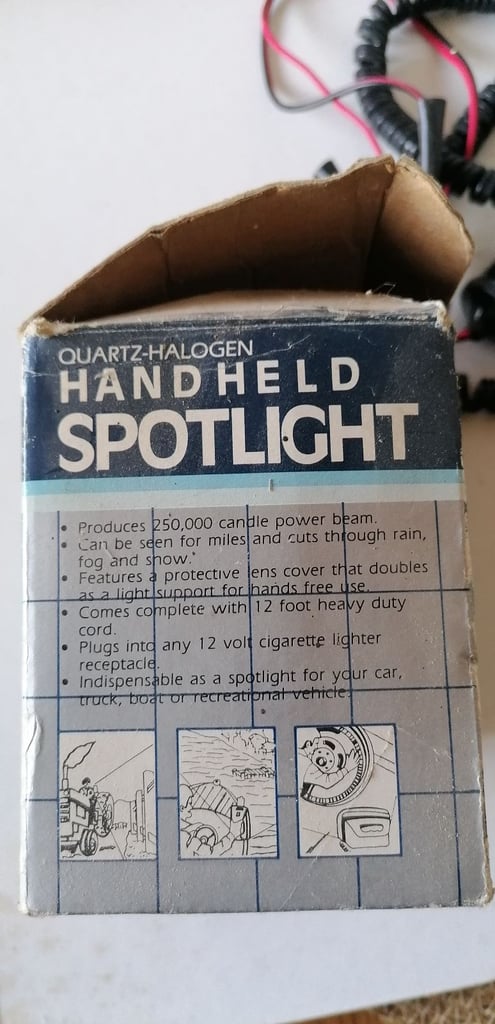 QUARTZ-HALOGEN
HANDHELD
SPOTLIGHT
• Produces 250,000 candle power beam.
• Can be seen for miles and cuts through rain,
fog and snow.
• Features a protective lens cover that doubles
as a light support for hands free use.
• Comes complete with 12 foot heavy duty
cord.
• Plugs into any 12 volt cigarette lighter
receptacle.
• Indispensable as a spotlight for your car,
truck, boat or recreational vehicle.